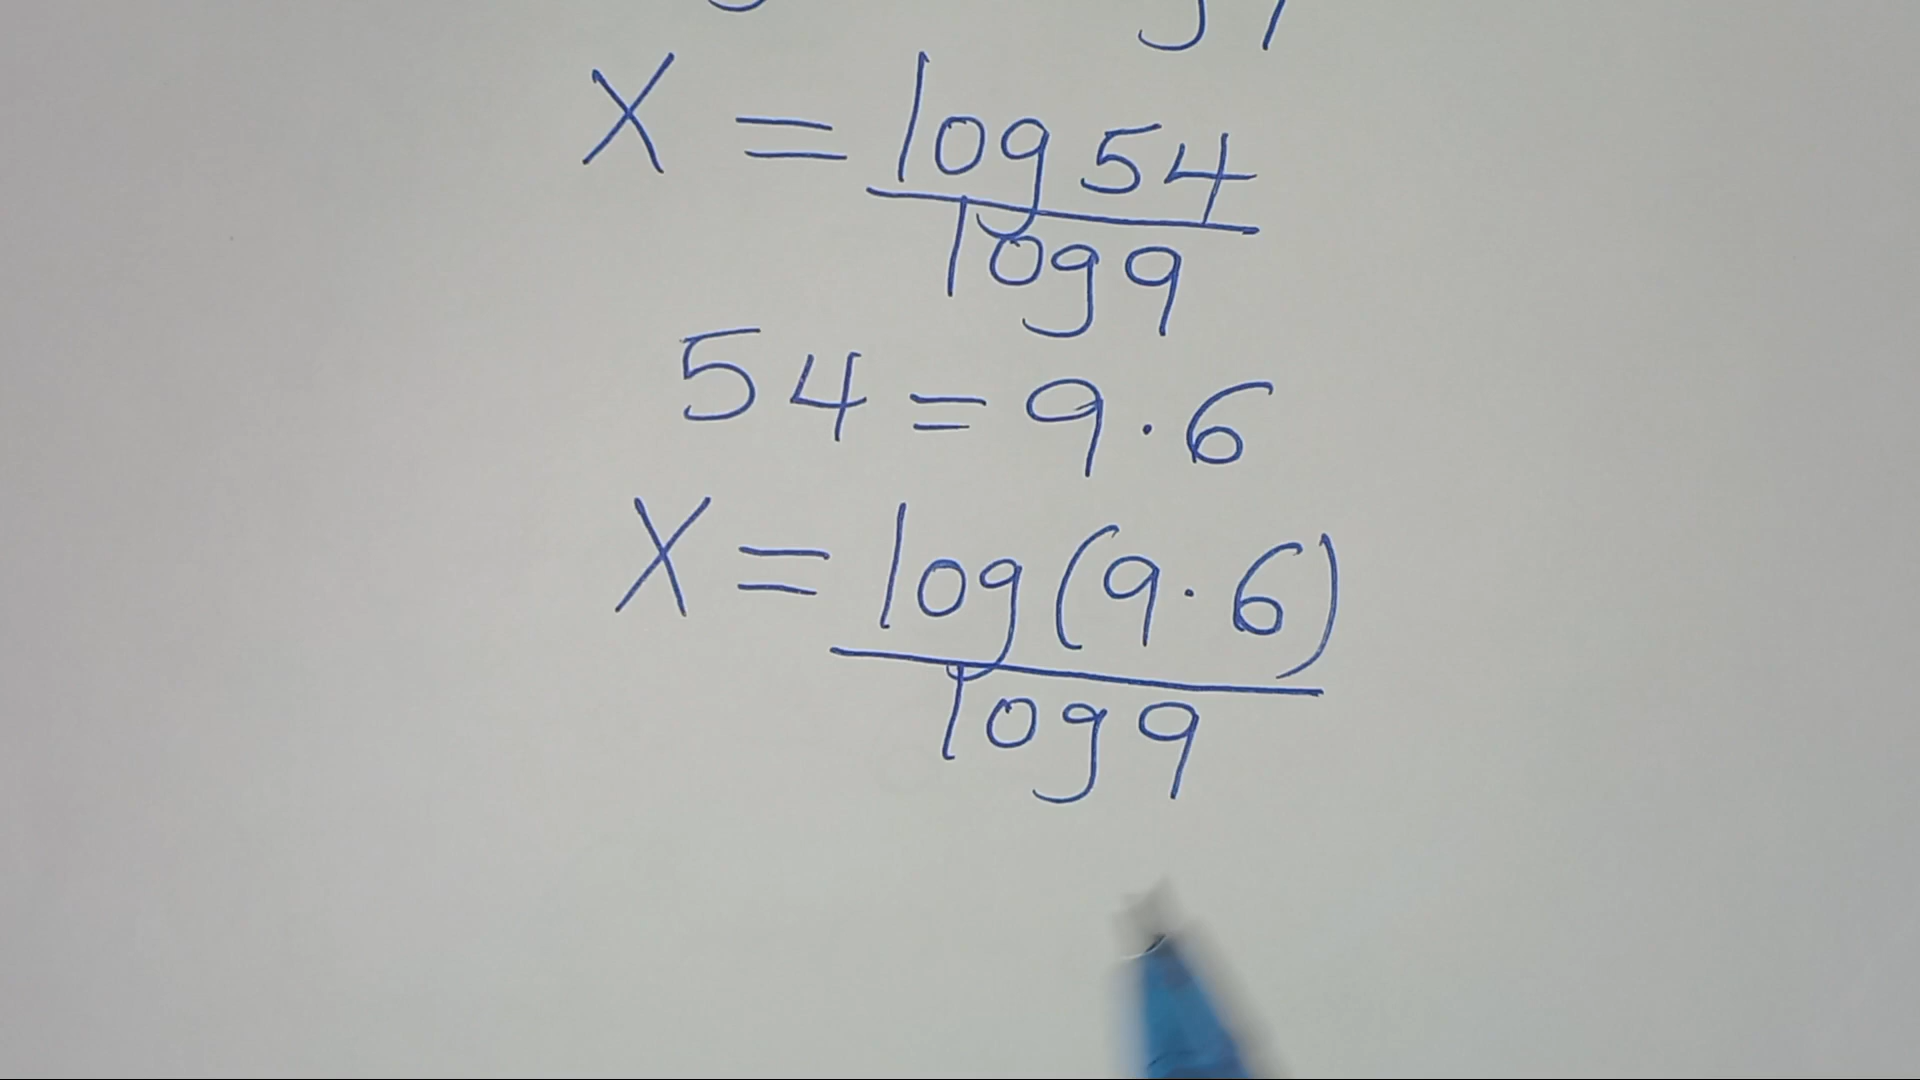 X = log 54
log 9
54 = 9 · 6
X = log (9 · 6)
log 9